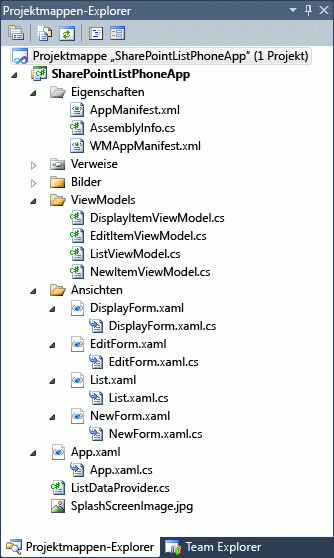 Projektmappen-Explorer
Projektmappe „SharePointListPhoneApp" (1 Projekt)
SharePointListPhoneApp
Eigenschaften
AppManifest.xml
AssemblyInfo.cs
WMAppManifest.xml
Verweise
Bilder
ViewModels
DisplayItemViewModel.cs
EditItemViewModel.cs
ListViewModel.cs
NewItemViewModel.cs
Ansichten
DisplayForm.xaml
DisplayForm.xaml.cs
EditForm.xaml
EditForm.xaml.cs
List.xaml
List.xaml.cs
NewForm.xaml
NewForm.xaml.cs
App.xaml
App.xaml.cs
ListDataProvider.cs
SplashScreenImage.jpg
Projektmappen-Explorer Team Explorer